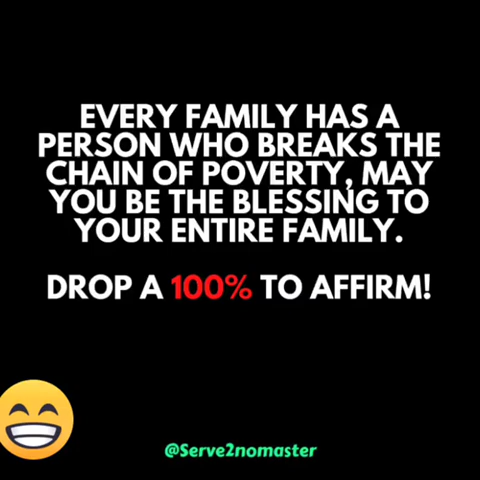 EVERY FAMILY HAS A
PERSON WHO BREAKS THE
CHAIN OF POVERTY, MAY
YOU BE THE BLESSING TO
YOUR ENTIRE FAMILY.
DROP A 100% TO AFFIRM!
@Serve2nomaster